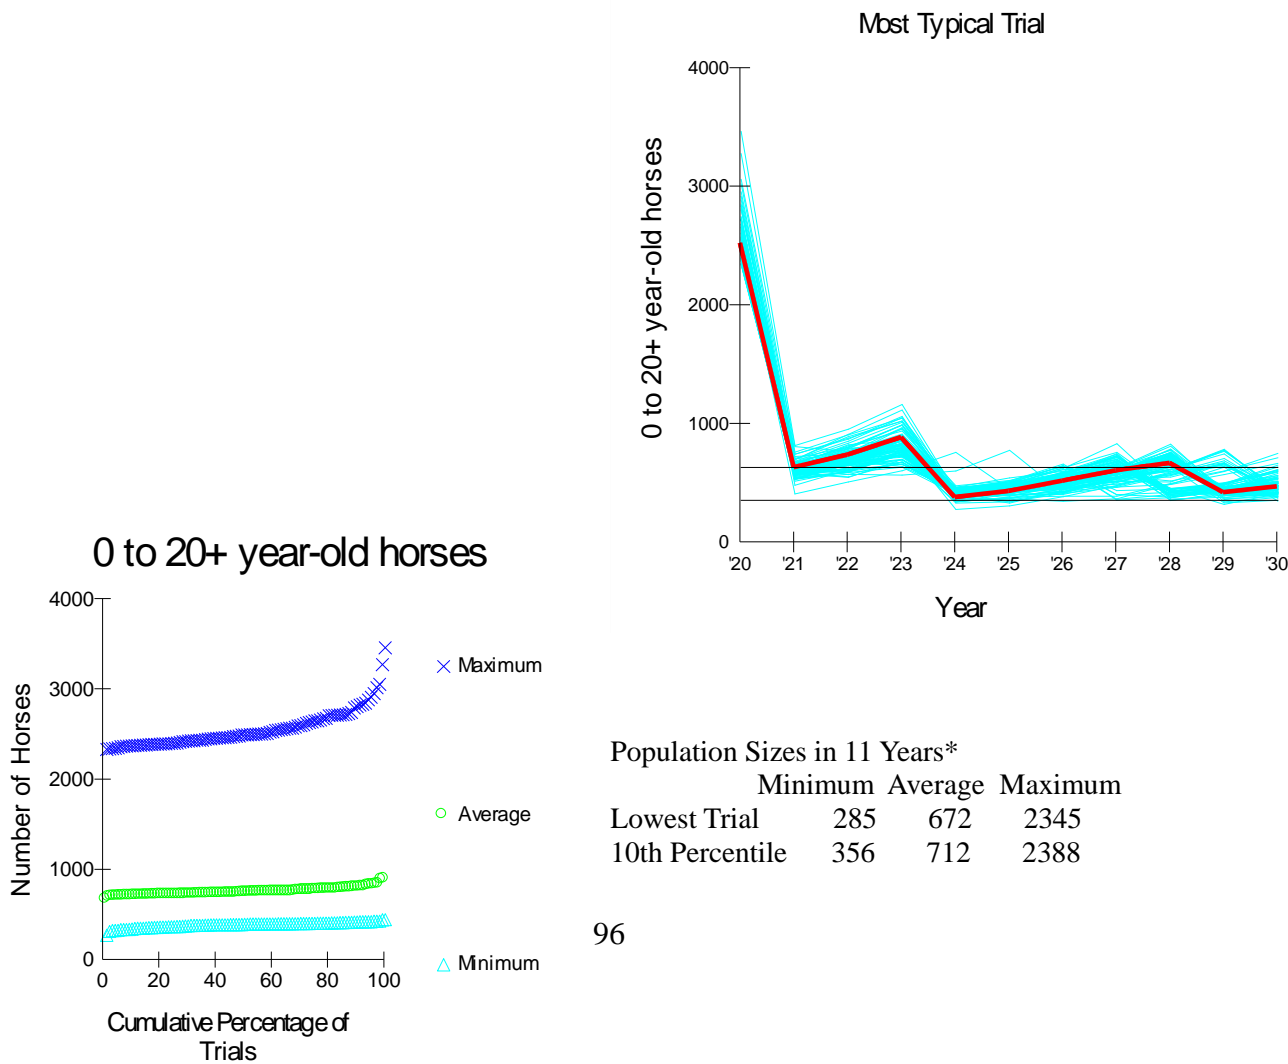 Most Typical Trial
4000
3000
2000
1000
0
0 to 20+ year-old horses
'20 '21 '22 '23 '24 '25 '26 '27 '28 '29 '30
Year
0 to 20+ year-old horses
4000
3000
2000
1000
0
Number of Horses
0 20 40 60 80 100
Cumulative Percentage of
Trials
Maximum
Average
Minimum
Population Sizes in 11 Years*
Minimum Average Maximum
Lowest Trial 285 672 2345
10th Percentile 356 712 2388
96